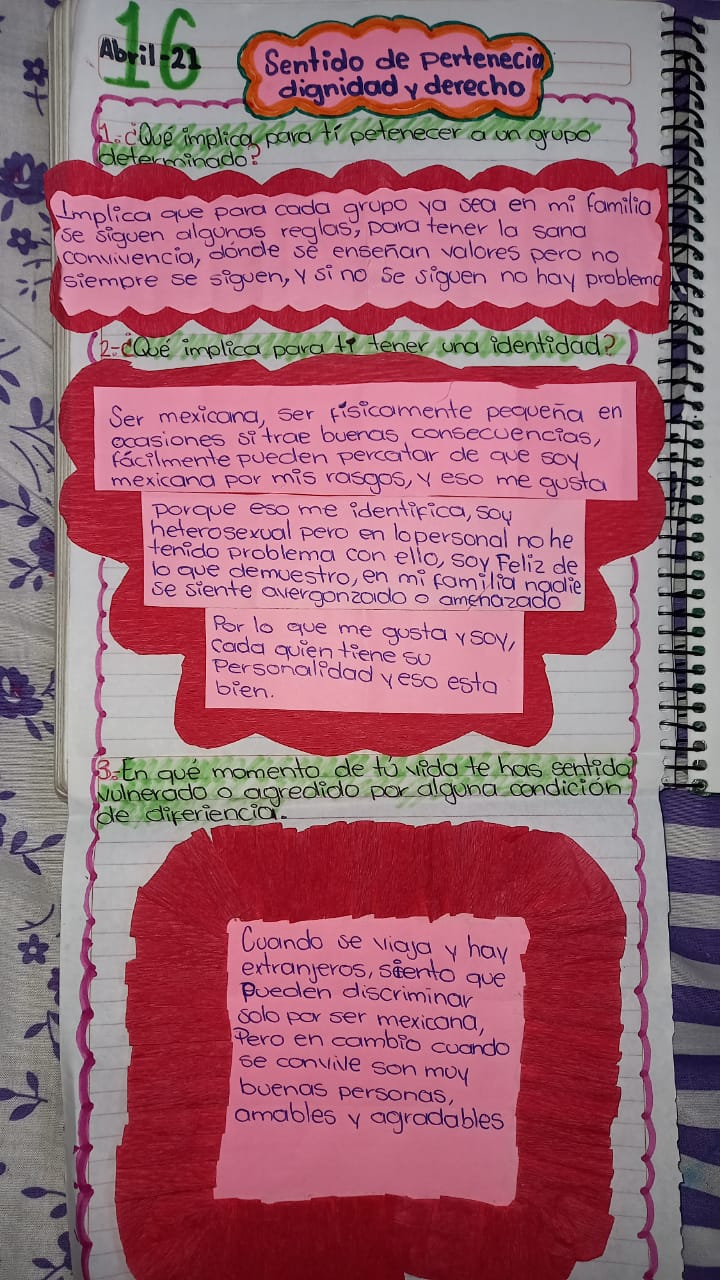 16
Abril-21
Sentido de pertenecia
dignidad y derecho
1.-¿Qué implica para tí petenecer a un grupo
determinado?
Implica que para cada grupo ya sea en mi familia
se siguen algunas reglas, para tener la sana
convivencia, dónde se enseñan valores pero no
siempre se siguen, y si no se siguen no hay problema
2-¿Qué implica para tí tener una identidad?
Ser mexicana, ser físicamente pequeña en
ocasiones si trae buenas consecuencias,
fácilmente pueden percatar de que soy
mexicana por mis rasgos, y eso me gusta
porque eso me identifica, soy
heterosexual pero en lo personal no he
tenido problema con ello, soy Feliz de
lo que demuestro, en mi familia nadie
se siente avergonzado o amenazado
Por lo que me gusta y soy,
cada quien tiene su
Personalidad y eso esta
bien.
3.-En qué momento de tú vida te has sentido
vulnerado o agredido por alguna condición
de diferiencia.
Cuando se viaja y hay
extranjeros, siento que
Pueden discriminar
solo por ser mexicana,
Pero en cambio cuando
se convive son muy
buenas personas,
amables y agradables